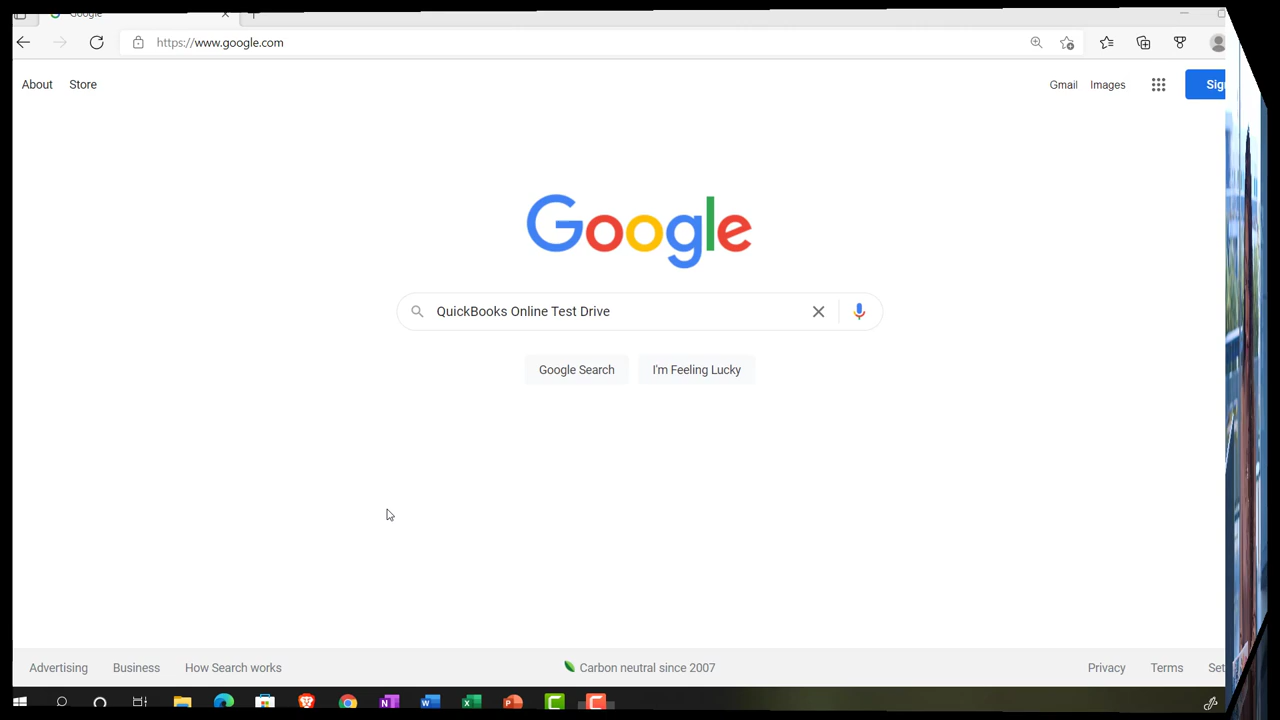 Google
https://www.google.com
About Store
Gmail Images
Google
QuickBooks Online Test Drive
Google Search I'm Feeling Lucky
Advertising Business How Search works
Carbon neutral since 2007
Privacy Terms